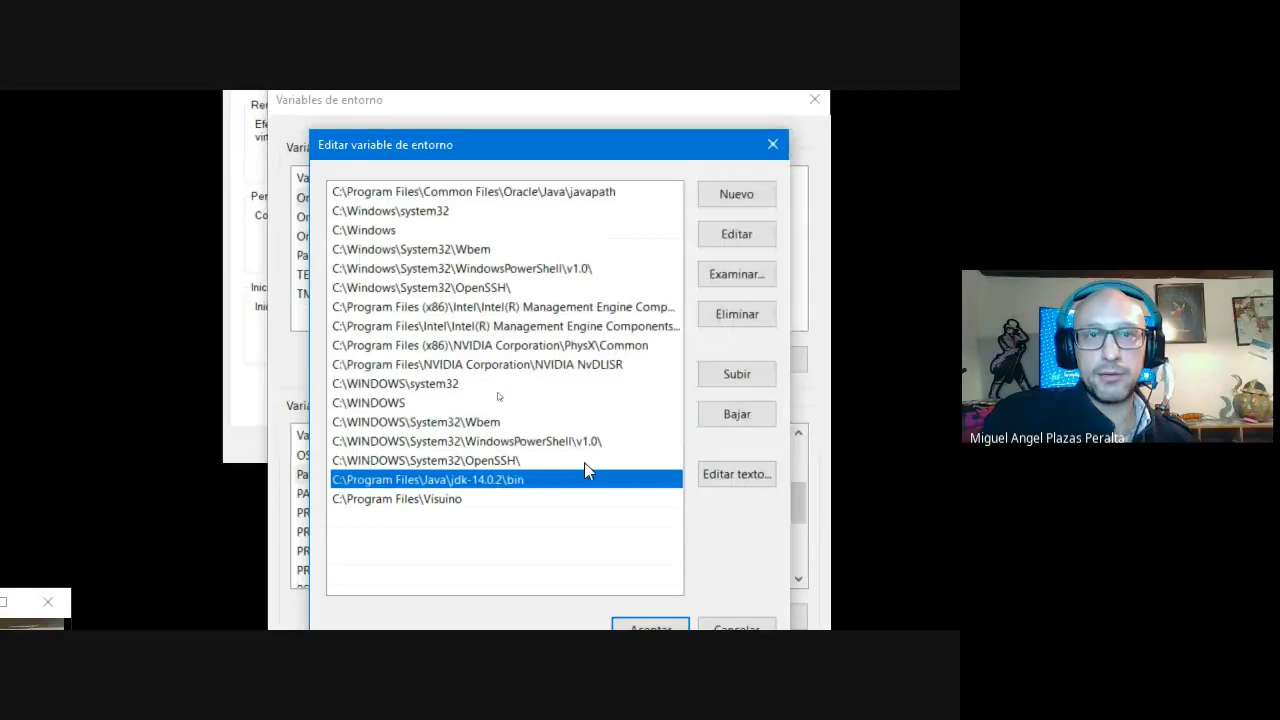 Variables de entorno
Editar variable de entorno
C:\Program Files\Common Files\Oracle\Java\javapath
C:\Windows\system32
C:\Windows
C:\Windows\System32\Wbem
C:\Windows\System32\WindowsPowerShell\v1.0\
C:\Windows\System32\OpenSSH\
C:\Program Files (x86)\Intel\Intel(R) Management Engine Comp...
C:\Program Files\Intel\Intel(R) Management Engine Components...
C:\Program Files (x86)\NVIDIA Corporation\PhysX\Common
C:\Program Files\NVIDIA Corporation\NVIDIA NvDLISR
C:\WINDOWS\system32
C:\WINDOWS
C:\WINDOWS\System32\Wbem
C:\WINDOWS\System32\WindowsPowerShell\v1.0\
C:\WINDOWS\System32\OpenSSH\
C:\Program Files\Java\jdk-14.0.2\bin
C:\Program Files\Visuino
Nuevo
Editar
Examinar...
Eliminar
Subir
Bajar
Editar texto...
Aceptar
Cancelar
Miguel Angel Plazas Peralta